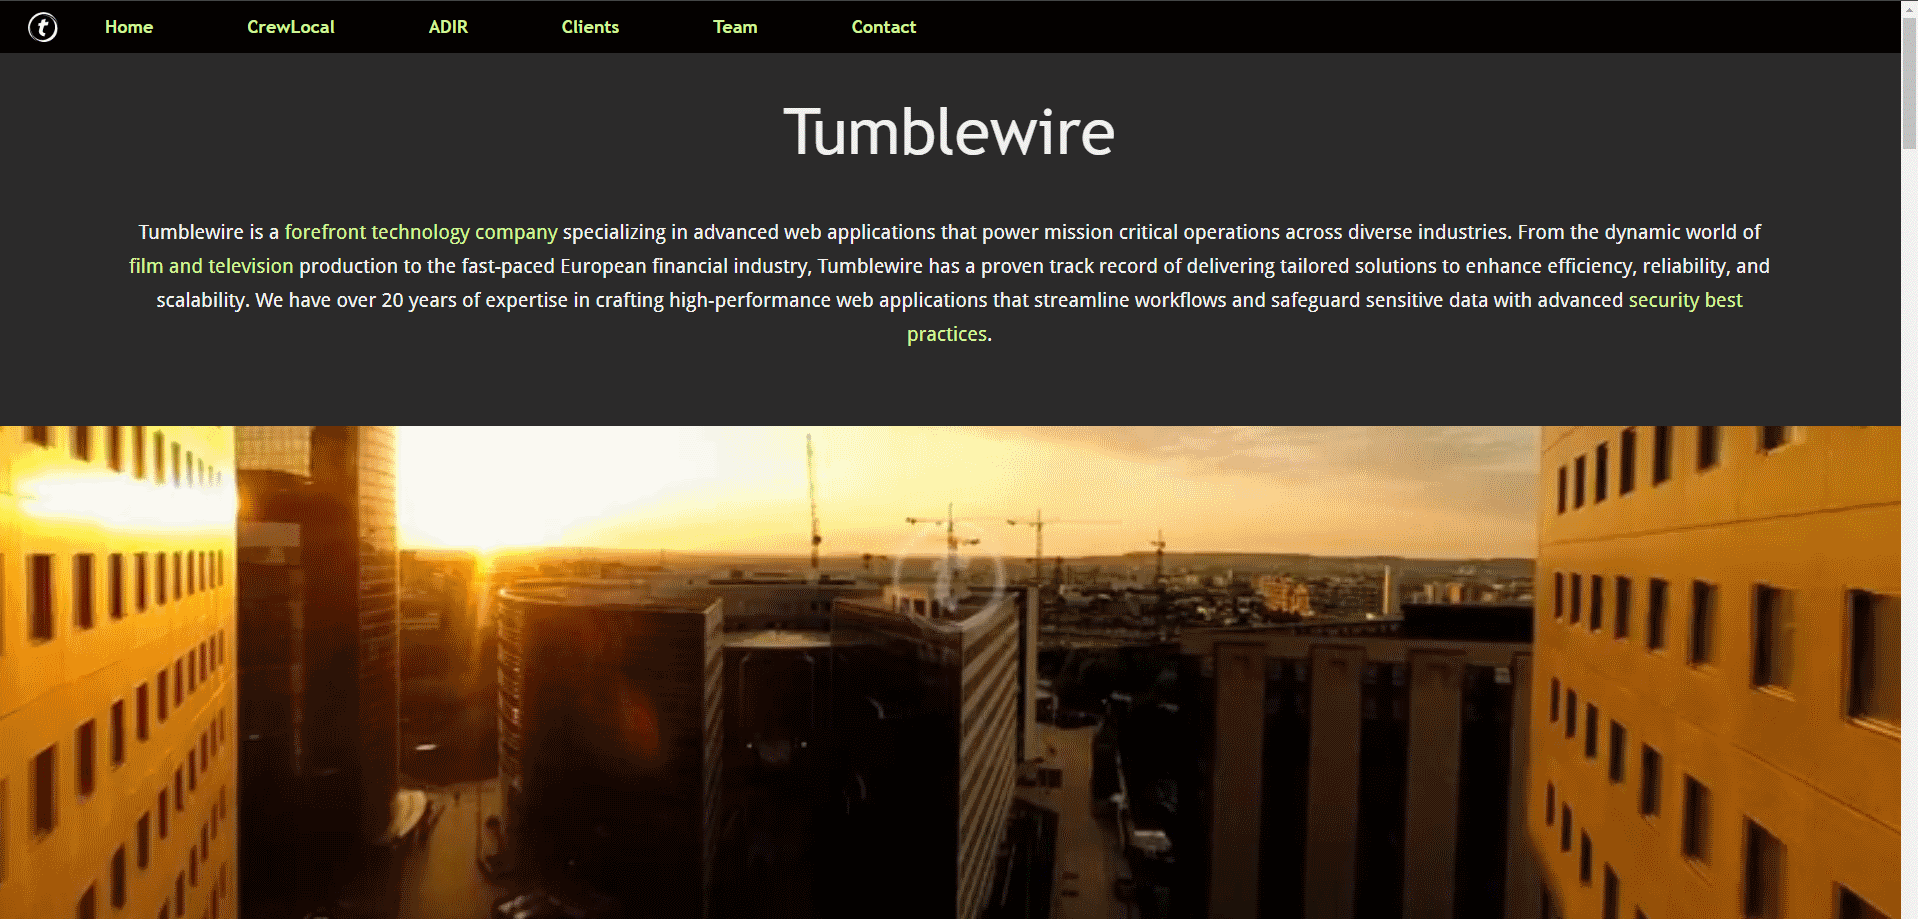 t Home CrewLocal ADIR Clients Team Contact
Tumblewire
Tumblewire is a forefront technology company specializing in advanced web applications that power mission critical operations across diverse industries. From the dynamic world of
film and television production to the fast-paced European financial industry, Tumblewire has a proven track record of delivering tailored solutions to enhance efficiency, reliability, and
scalability. We have over 20 years of expertise in crafting high-performance web applications that streamline workflows and safeguard sensitive data with advanced security best
practices.
t